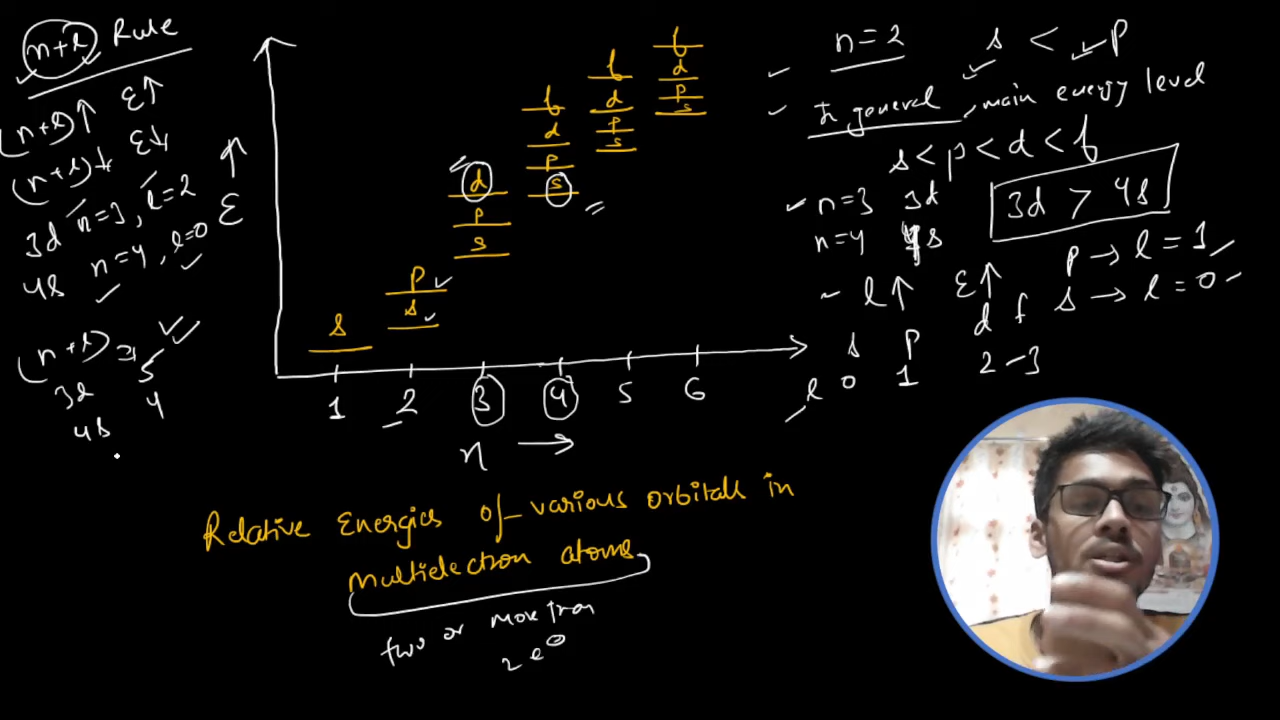 n+l Rule
(n+l)↑ E↑
(n+l)↓ E↓
3d n=3, l=2
4s n=4, l=0
(n+l)=
3d 5
4s 4
E
s
p
s
d
p
s
f
d
p
s
f
d
p
s
f
d
p
s
1 2 3 4 5 6
n →
n=2 s < p
In general, main energy level
s<p<d<f
n=3 3d
n=4 4s
3d > 4s
p → l = 1
l↑ E↑ s → l = 0
s p d f
l 0 1 2 - 3
Relative Energies of various orbitals in
multielectron atoms
two or more than
2 e⊖